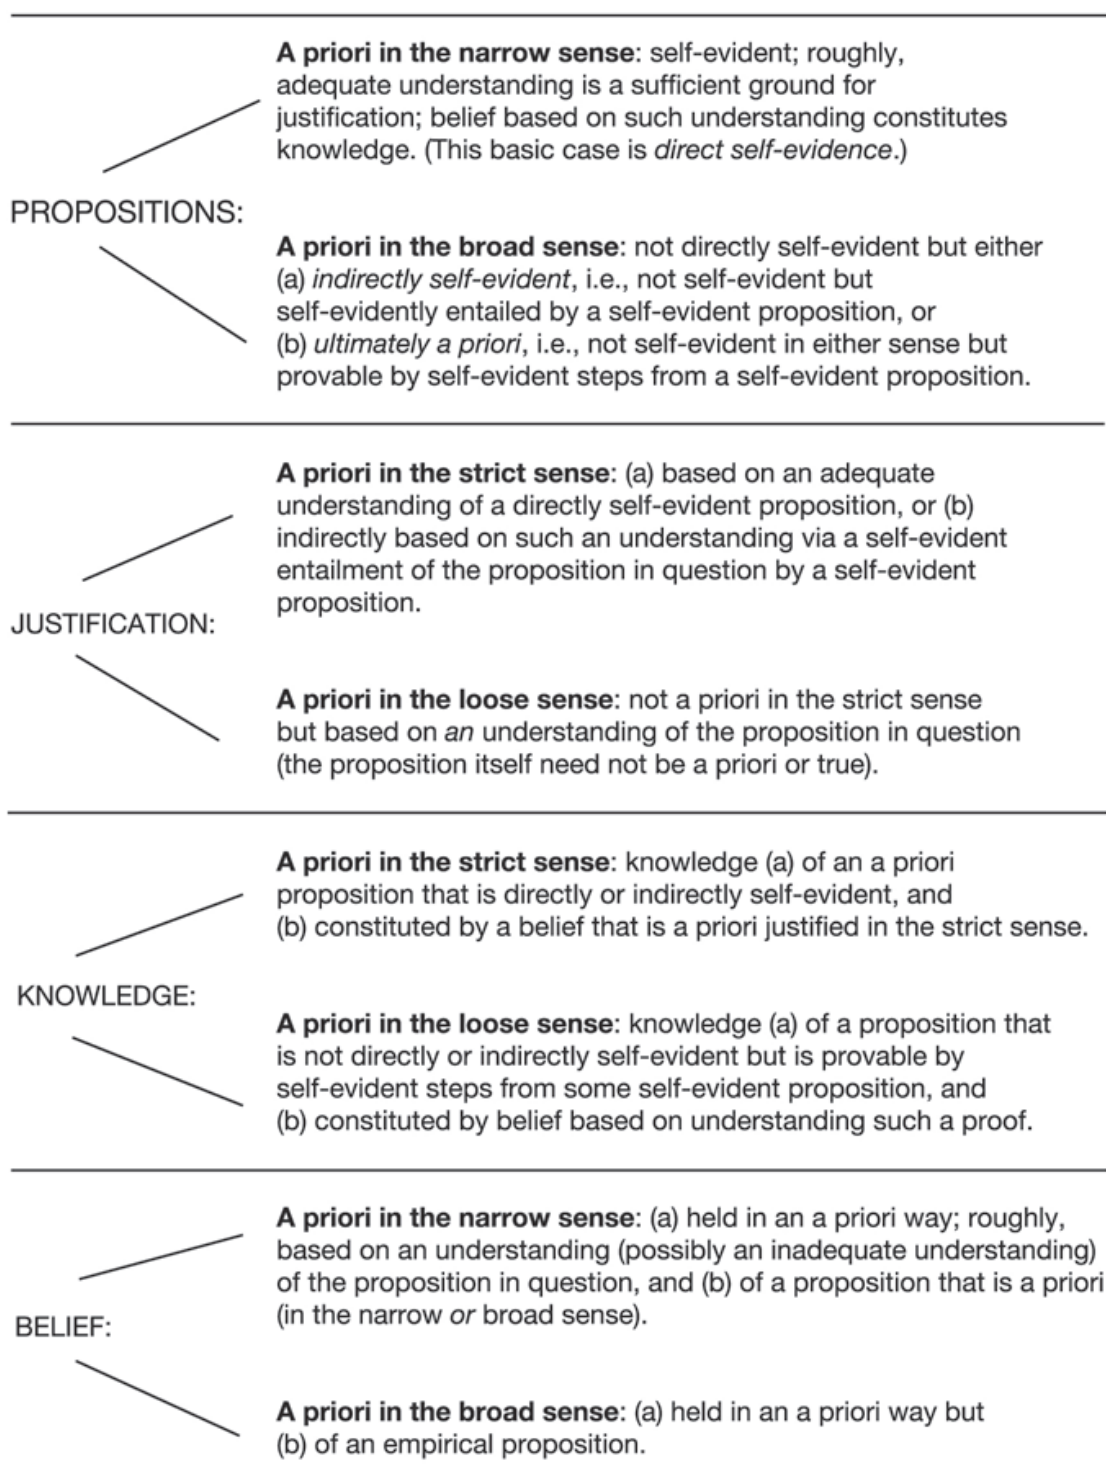 A priori in the narrow sense: self-evident; roughly,
adequate understanding is a sufficient ground for
justification; belief based on such understanding constitutes
knowledge. (This basic case is direct self-evidence.)
PROPOSITIONS:
A priori in the broad sense: not directly self-evident but either
(a) indirectly self-evident, i.e., not self-evident but
self-evidently entailed by a self-evident proposition, or
(b) ultimately a priori, i.e., not self-evident in either sense but
provable by self-evident steps from a self-evident proposition.
A priori in the strict sense: (a) based on an adequate
understanding of a directly self-evident proposition, or (b)
indirectly based on such an understanding via a self-evident
entailment of the proposition in question by a self-evident
proposition.
JUSTIFICATION:
A priori in the loose sense: not a priori in the strict sense
but based on an understanding of the proposition in question
(the proposition itself need not be a priori or true).
A priori in the strict sense: knowledge (a) of an a priori
proposition that is directly or indirectly self-evident, and
(b) constituted by a belief that is a priori justified in the strict sense.
KNOWLEDGE:
A priori in the loose sense: knowledge (a) of a proposition that
is not directly or indirectly self-evident but is provable by
self-evident steps from some self-evident proposition, and
(b) constituted by belief based on understanding such a proof.
A priori in the narrow sense: (a) held in an a priori way; roughly,
based on an understanding (possibly an inadequate understanding)
of the proposition in question, and (b) of a proposition that is a priori
(in the narrow or broad sense).
BELIEF:
A priori in the broad sense: (a) held in an a priori way but
(b) of an empirical proposition.